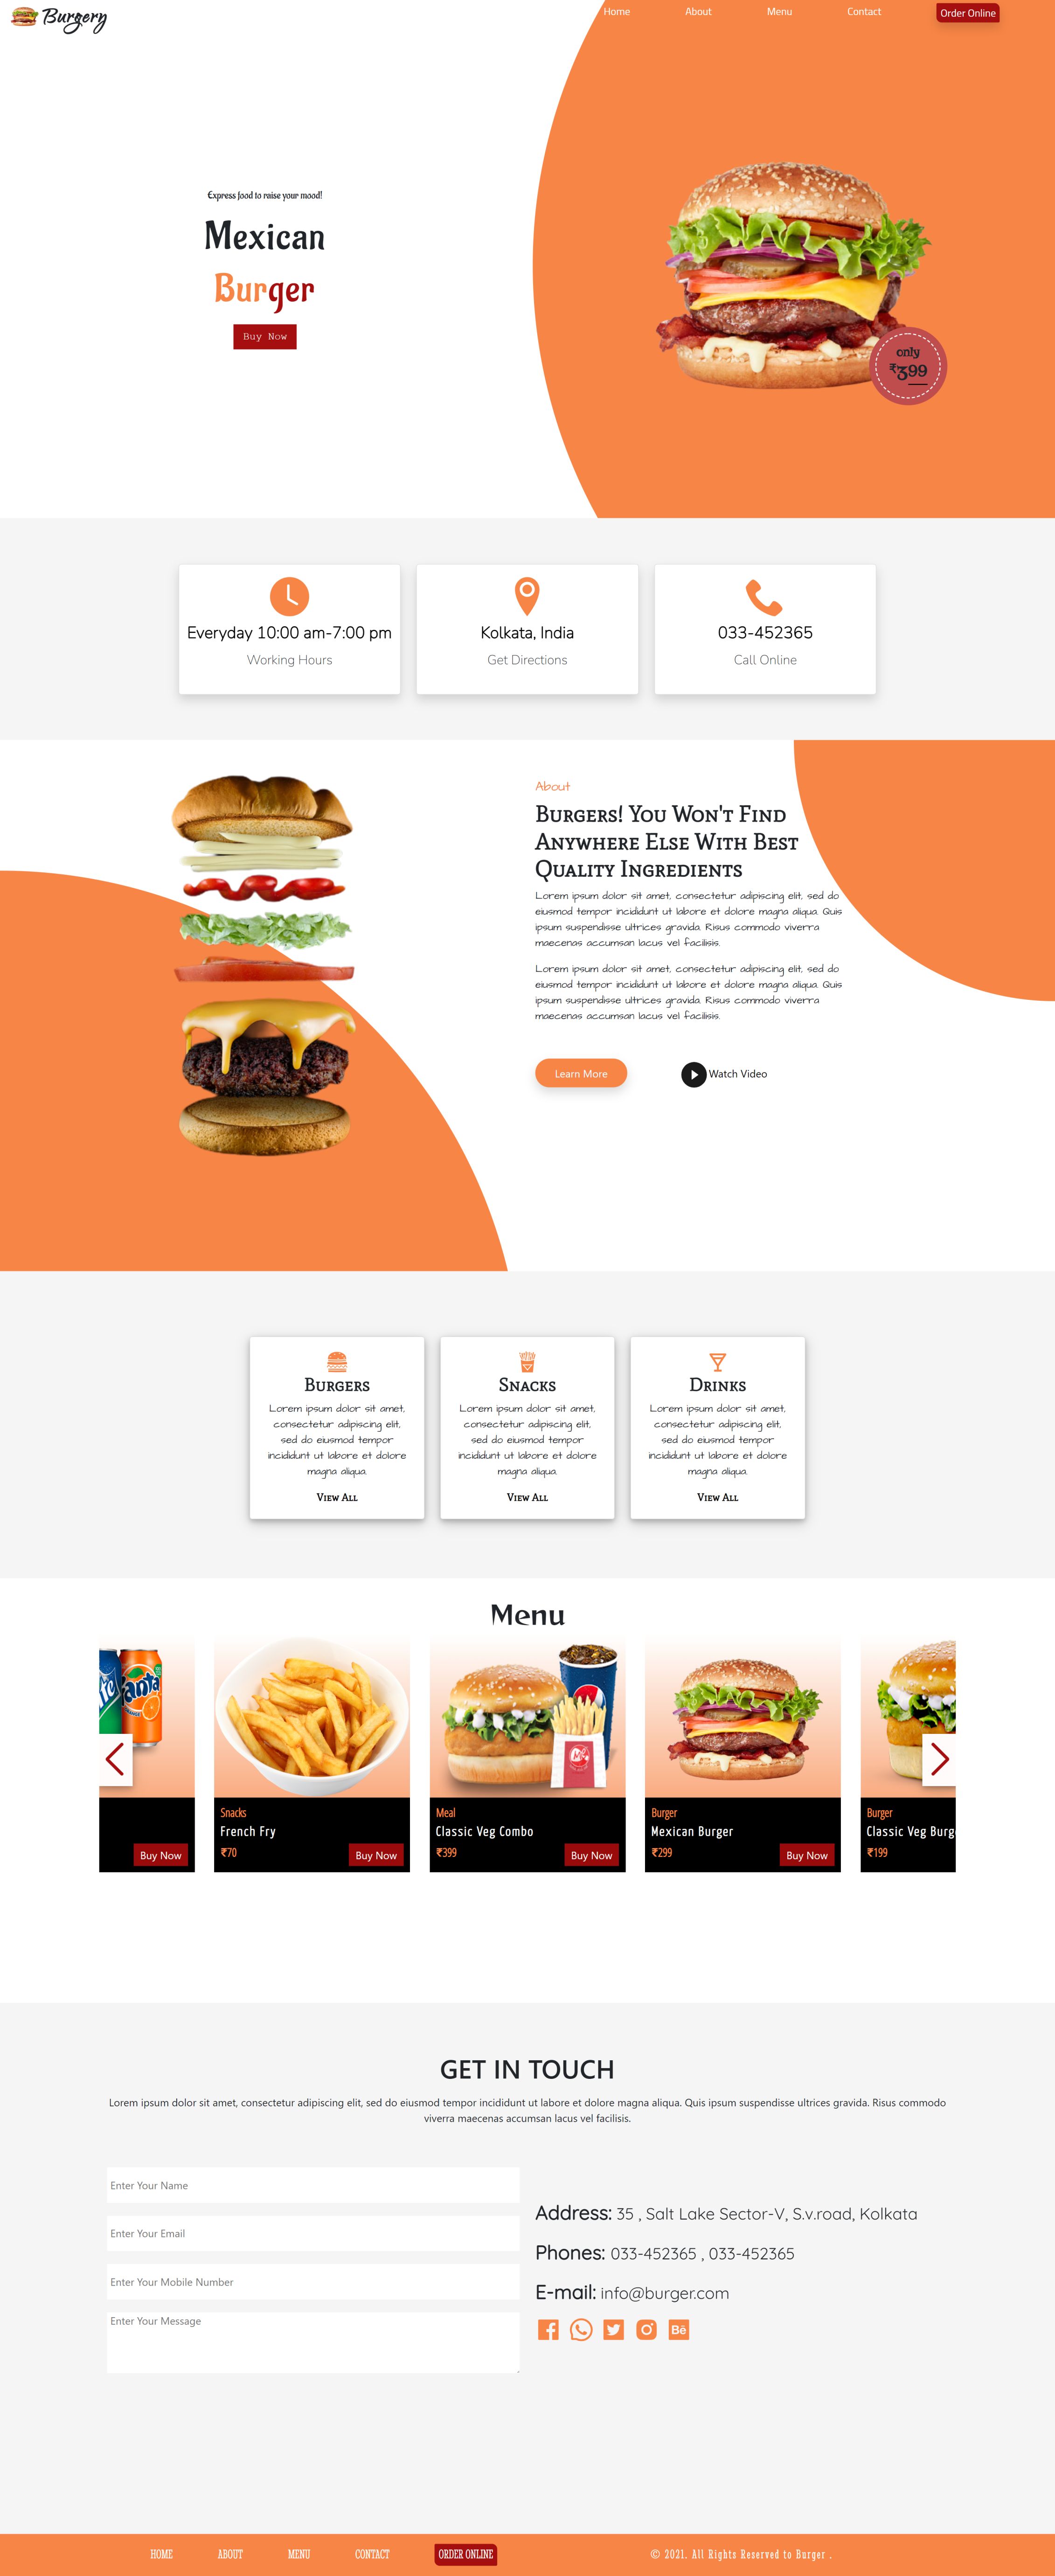 Burgery
Home About Menu Contact Order Online
Express food to raise your mood!
Mexican
Burger
Buy Now
only
₹399
Everyday 10:00 am-7:00 pm
Working Hours
Kolkata, India
Get Directions
033-452365
Call Online
About
Burgers! You Won't Find
Anywhere Else With Best
Quality Ingredients
Lorem ipsum dolor sit amet, consectetur adipiscing elit, sed do
eiusmod tempor incididunt ut labore et dolore magna aliqua. Quis
ipsum suspendisse ultrices gravida. Risus commodo viverra
maecenas accumsan lacus vel facilisis.
Lorem ipsum dolor sit amet, consectetur adipiscing elit, sed do
eiusmod tempor incididunt ut labore et dolore magna aliqua. Quis
ipsum suspendisse ultrices gravida. Risus commodo viverra
maecenas accumsan lacus vel facilisis.
Learn More
Watch Video
Burgers
Lorem ipsum dolor sit amet,
consectetur adipiscing elit,
sed do eiusmod tempor
incididunt ut labore et dolore
magna aliqua.
View All
Snacks
Lorem ipsum dolor sit amet,
consectetur adipiscing elit,
sed do eiusmod tempor
incididunt ut labore et dolore
magna aliqua.
View All
Drinks
Lorem ipsum dolor sit amet,
consectetur adipiscing elit,
sed do eiusmod tempor
incididunt ut labore et dolore
magna aliqua.
View All
Menu
Fanta
Buy Now
Snacks
French Fry
₹70
Buy Now
Meal
Classic Veg Combo
₹399
Buy Now
Burger
Mexican Burger
₹299
Buy Now
Burger
Classic Veg Burg
₹199
GET IN TOUCH
Lorem ipsum dolor sit amet, consectetur adipiscing elit, sed do eiusmod tempor incididunt ut labore et dolore magna aliqua. Quis ipsum suspendisse ultrices gravida. Risus commodo
viverra maecenas accumsan lacus vel facilisis.
Enter Your Name
Enter Your Email
Enter Your Mobile Number
Enter Your Message
Address: 35 , Salt Lake Sector-V, S.v.road, Kolkata
Phones: 033-452365 , 033-452365
E-mail: info@burger.com
Bē
HOME ABOUT MENU CONTACT ORDER ONLINE
© 2021. All Rights Reserved to Burger .